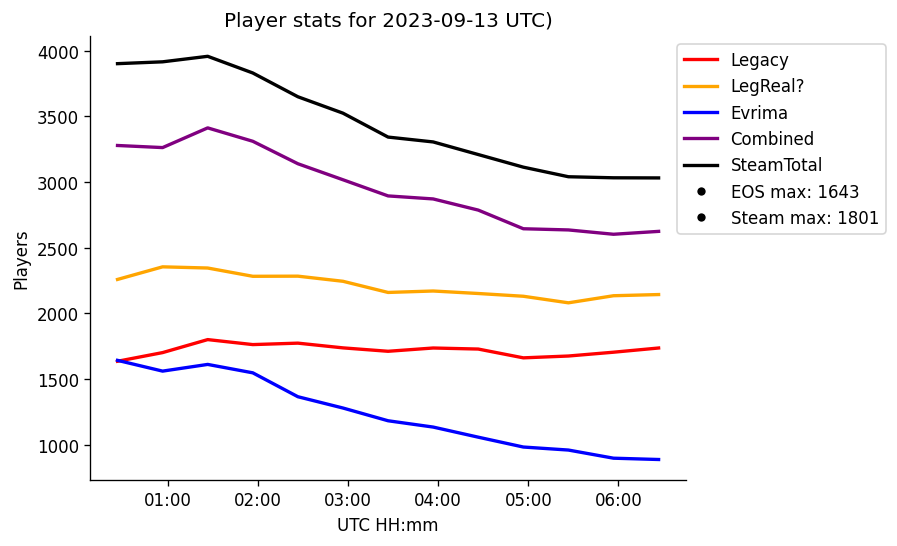 Player stats for 2023-09-13 UTC)
4000
3500
3000
2500
2000
1500
1000
Players
01:00 02:00 03:00 04:00 05:00 06:00
UTC HH:mm
Legacy
LegReal?
Evrima
Combined
SteamTotal
EOS max: 1643
Steam max: 1801